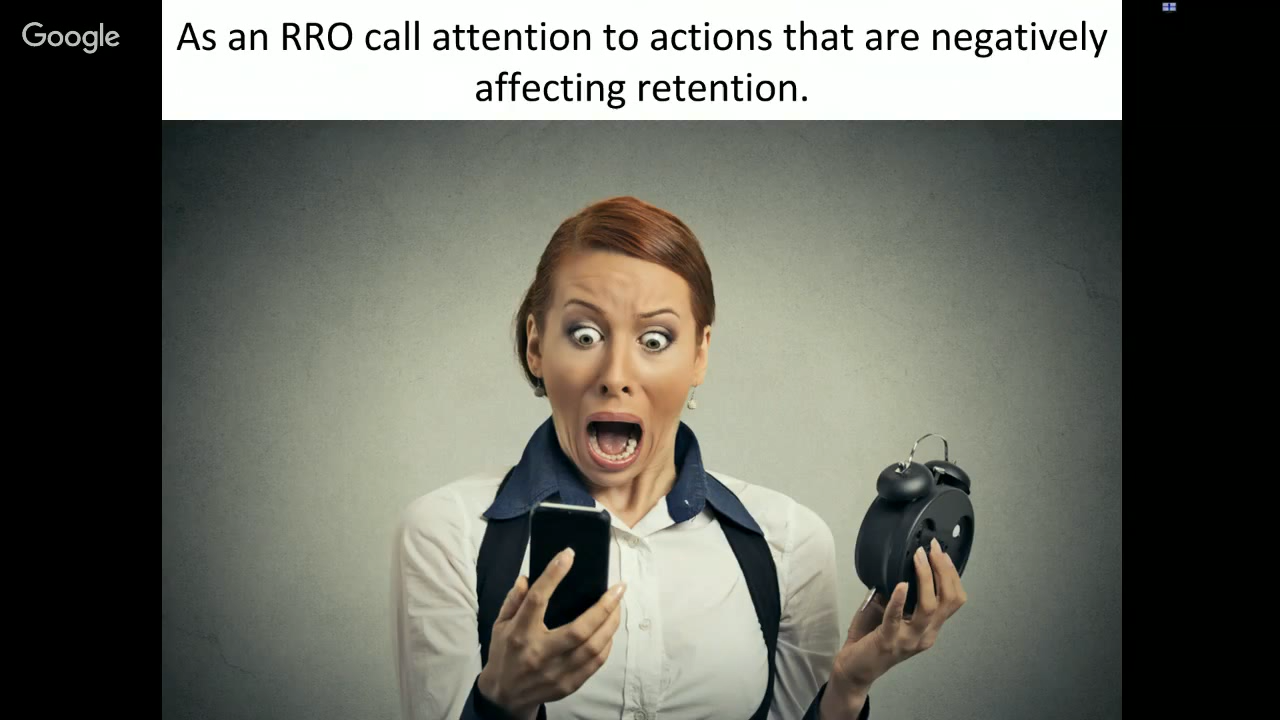 Google
As an RRO call attention to actions that are negatively
affecting retention.